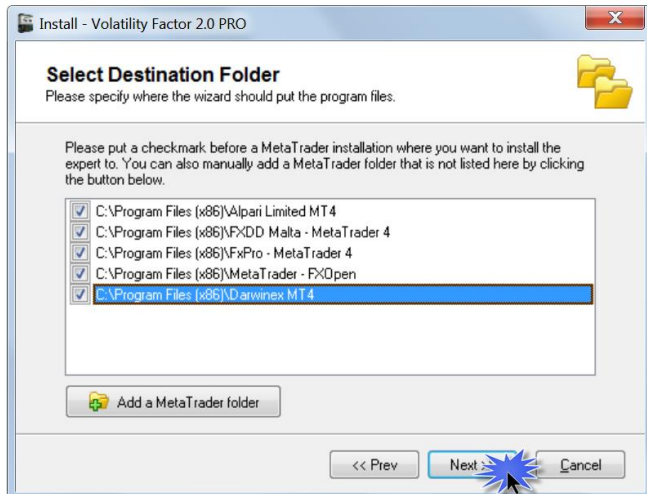 Install - Volatility Factor 2.0 PRO
Select Destination Folder
Please specify where the wizard should put the program files.
Please put a checkmark before a MetaTrader installation where you want to install the
expert to. You can also manually add a MetaTrader folder that is not listed here by clicking
the button below.
C:\Program Files (x86)\Alpari Limited MT4
C:\Program Files (x86)\FXDD Malta - MetaTrader 4
C:\Program Files (x86)\FxPro - MetaTrader 4
C:\Program Files (x86)\MetaTrader - FXOpen
C:\Program Files (x86)\Darwinex MT4
Add a MetaTrader folder
<< Prev
Next >
Cancel